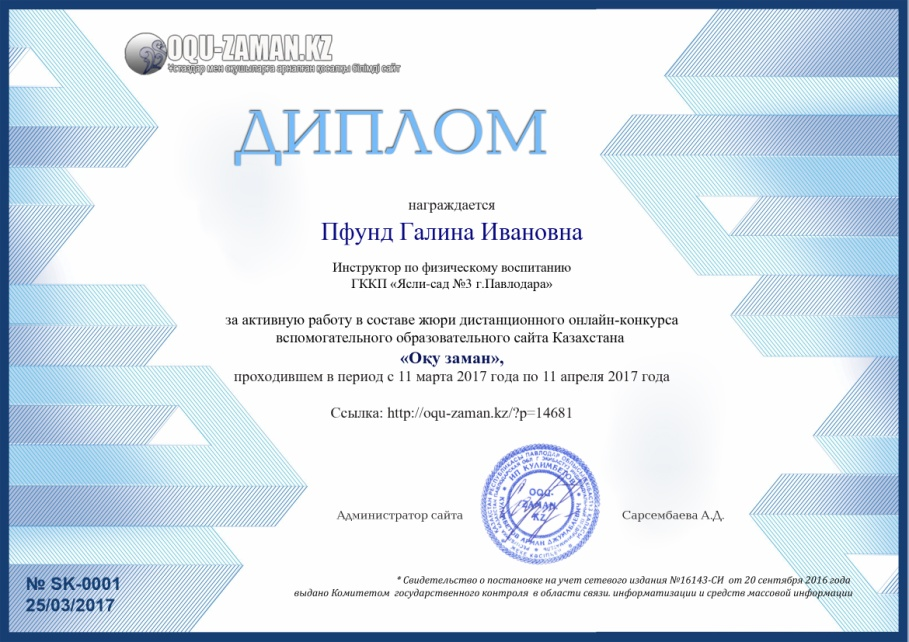 OQU-ZAMAN.KZ
Ұстаздар мен оқушыларға арналған қосалқы білімді сайт
ДИПЛОМ
награждается
Пфунд Галина Ивановна
Инструктор по физическому воспитанию
ГККП «Ясли-сад №3 г.Павлодара»
за активную работу в составе жюри дистанционного онлайн-конкурса
вспомогательного образовательного сайта Казахстана
«Оқу заман»,
проходившем в период с 11 марта 2017 года по 11 апреля 2017 года
Ссылка: http://oqu-zaman.kz/?p=14681
ИП КУЛИМБЕТОВ
OQU-
ZAMAN.
KZ
Администратор сайта
Сарсембаева А.Д.
№ SK-0001
25/03/2017
* Свидетельство о постановке на учет сетевого издания №16143-СИ от 20 сентября 2016 года
выдано Комитетом государственного контроля в области связи. информатизации и средств массовой информации